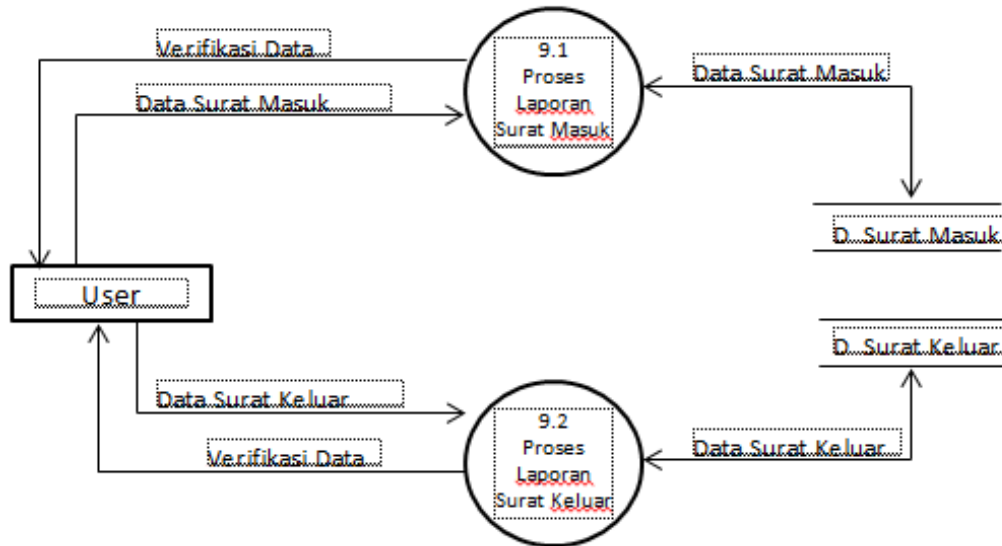 Verifikasi Data
9.1
Proses
Laporan
Surat Masuk
Data Surat Masuk
Data Surat Masuk
D. Surat Masuk
User
D. Surat Keluar
Data Surat Keluar
9.2
Proses
Laporan
Surat Keluar
Data Surat Keluar
Verifikasi Data